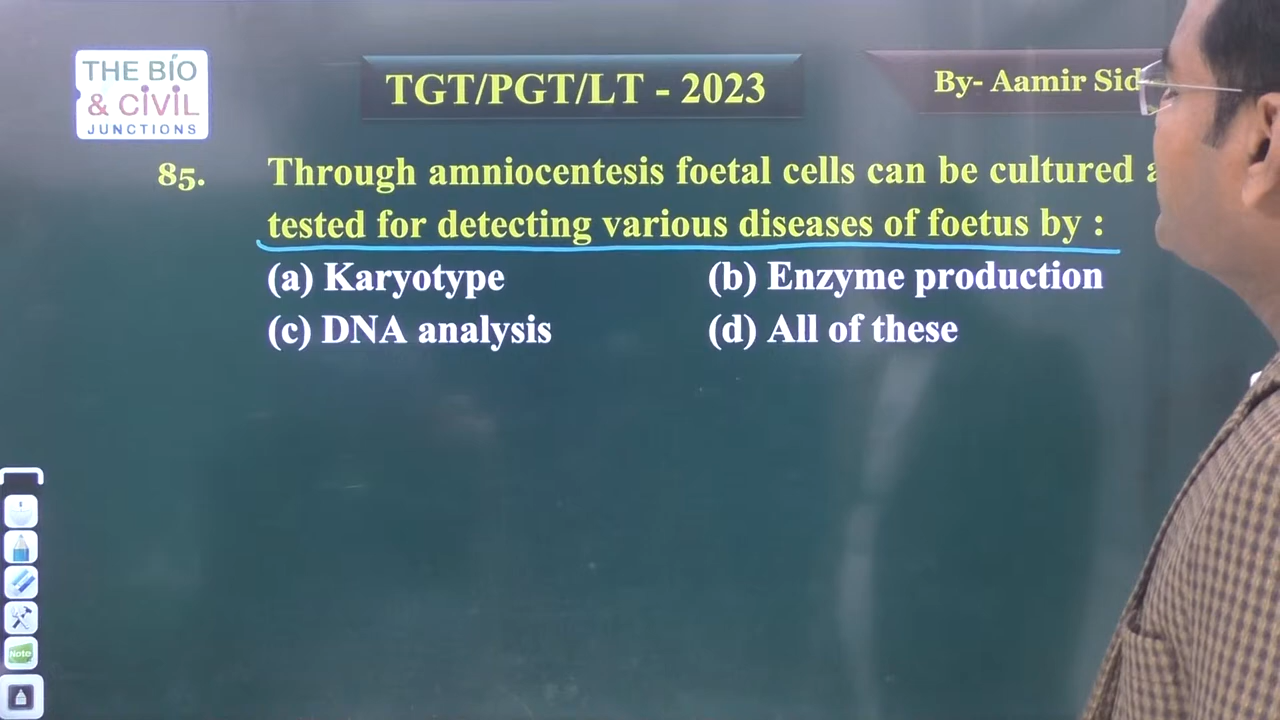 THE BIO
& CIVIL
JUNCTIONS
TGT/PGT/LT - 2023
By- Aamir Sid
85. Through amniocentesis foetal cells can be cultured
tested for detecting various diseases of foetus by :
(a) Karyotype (b) Enzyme production
(c) DNA analysis (d) All of these
Note